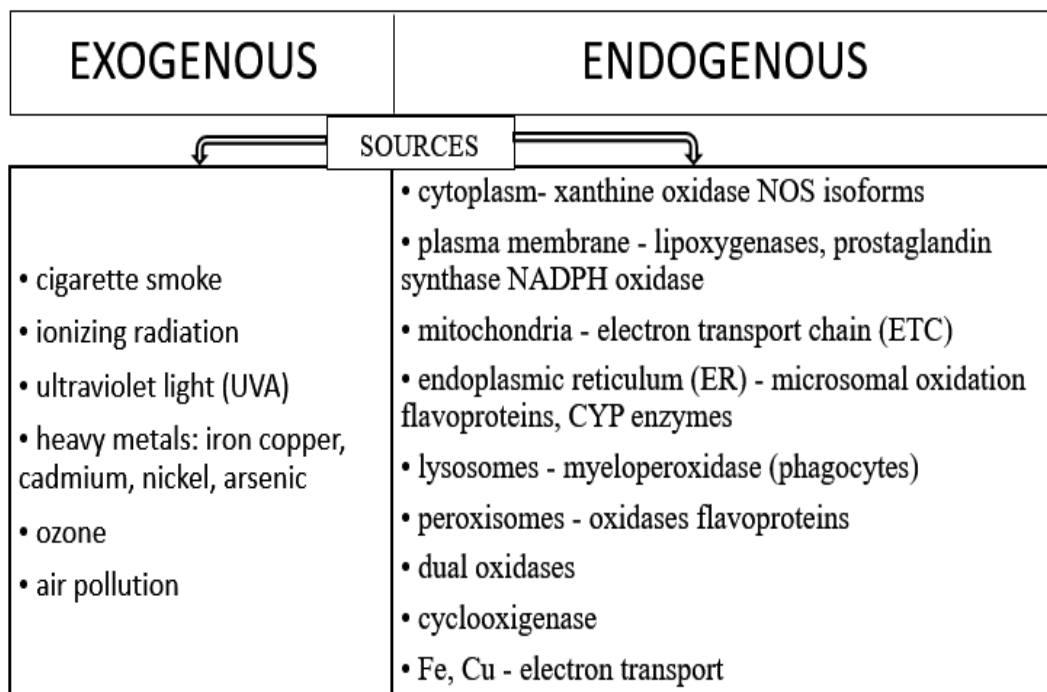 EXOGENOUS
ENDOGENOUS
SOURCES
• cigarette smoke
• ionizing radiation
• ultraviolet light (UVA)
• heavy metals: iron copper,
cadmium, nickel, arsenic
• ozone
• air pollution
• cytoplasm- xanthine oxidase NOS isoforms
• plasma membrane - lipoxygenases, prostaglandin
synthase NADPH oxidase
• mitochondria - electron transport chain (ETC)
• endoplasmic reticulum (ER) - microsomal oxidation
flavoproteins, CYP enzymes
• lysosomes - myeloperoxidase (phagocytes)
• peroxisomes - oxidases flavoproteins
• dual oxidases
• cyclooxigenase
• Fe, Cu - electron transport